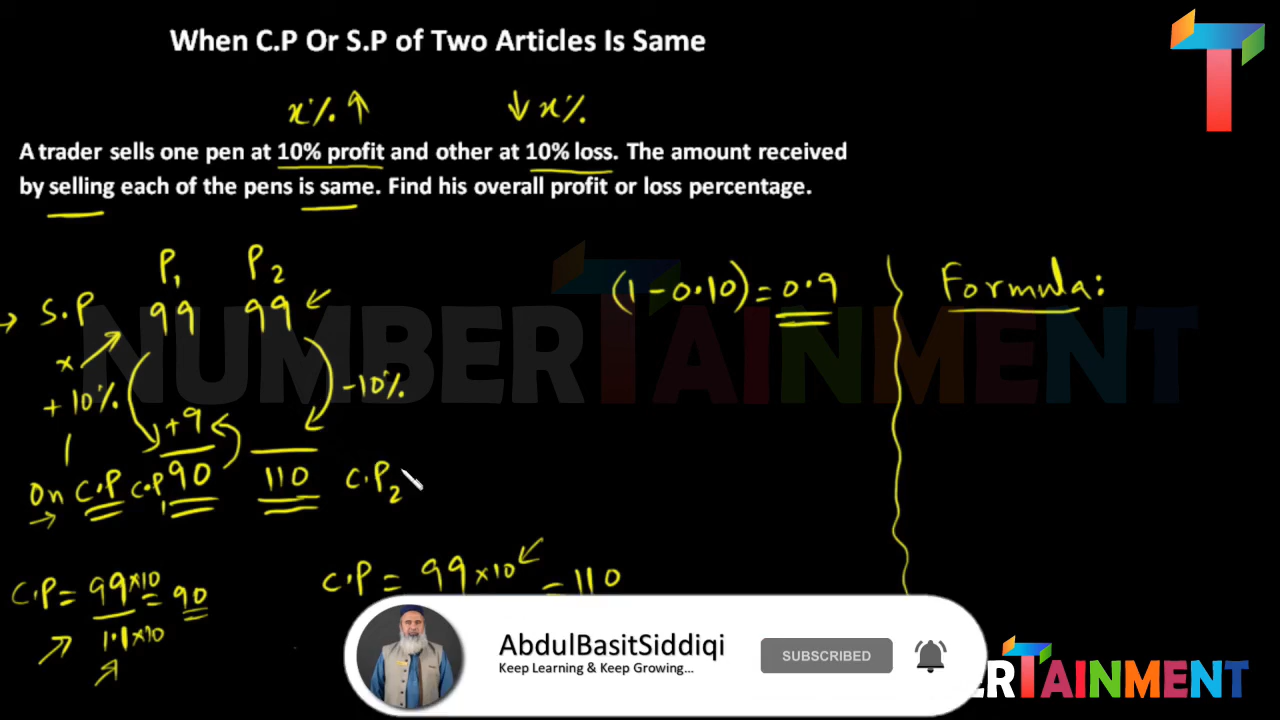 When C.P Or S.P of Two Articles Is Same
x% ↑ ↓ x%
A trader sells one pen at 10% profit and other at 10% loss. The amount received
by selling each of the pens is same. Find his overall profit or loss percentage.
P1 P2
→ S.P 99 99
(1 - 0.10) = 0.9
Formula:
NUMBERTAINMENT
x
+ 10%
- 10%
+9
On C.P C.P1 90 110 C.P2
C.P = 99×10 = 90
1.1×10
C.P = 99×10 = 110
AbdulBasitSiddiqi
Keep Learning & Keep Growing...
SUBSCRIBED
T
ERTAINMENT